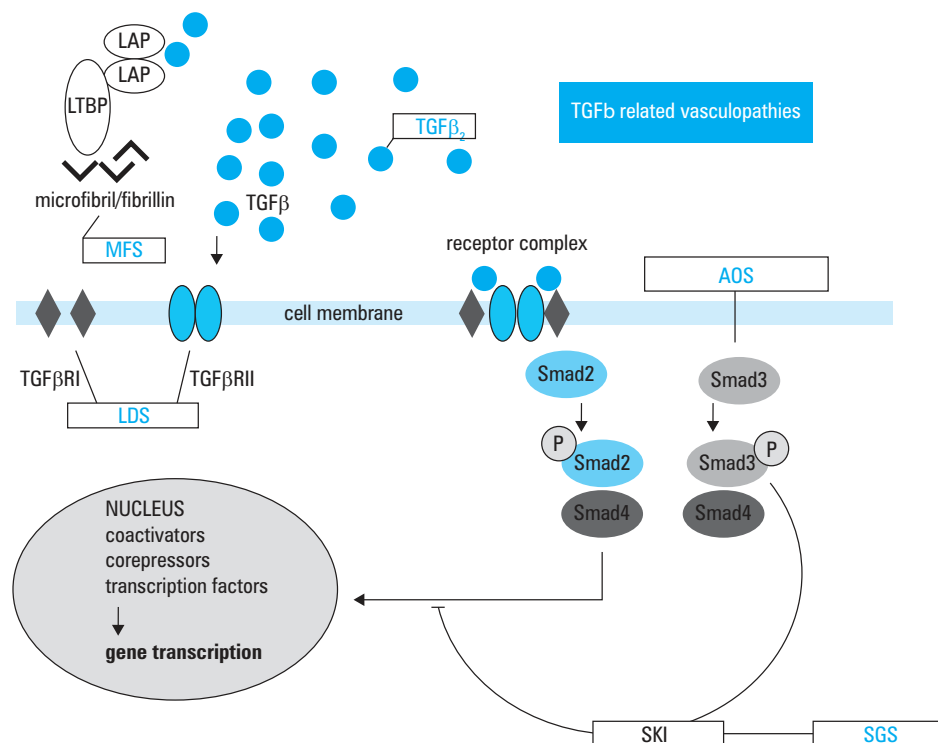 LAP
LAP
LTBP
TGFb related vasculopathies
TGFβ₂
microfibril/fibrillin
TGFβ
MFS
receptor complex
AOS
cell membrane
TGFβRI
TGFβRII
LDS
Smad2
Smad3
P
Smad2
Smad3
P
Smad4
Smad4
NUCLEUS
coactivators
corepressors
transcription factors
gene transcription
SKI
SGS